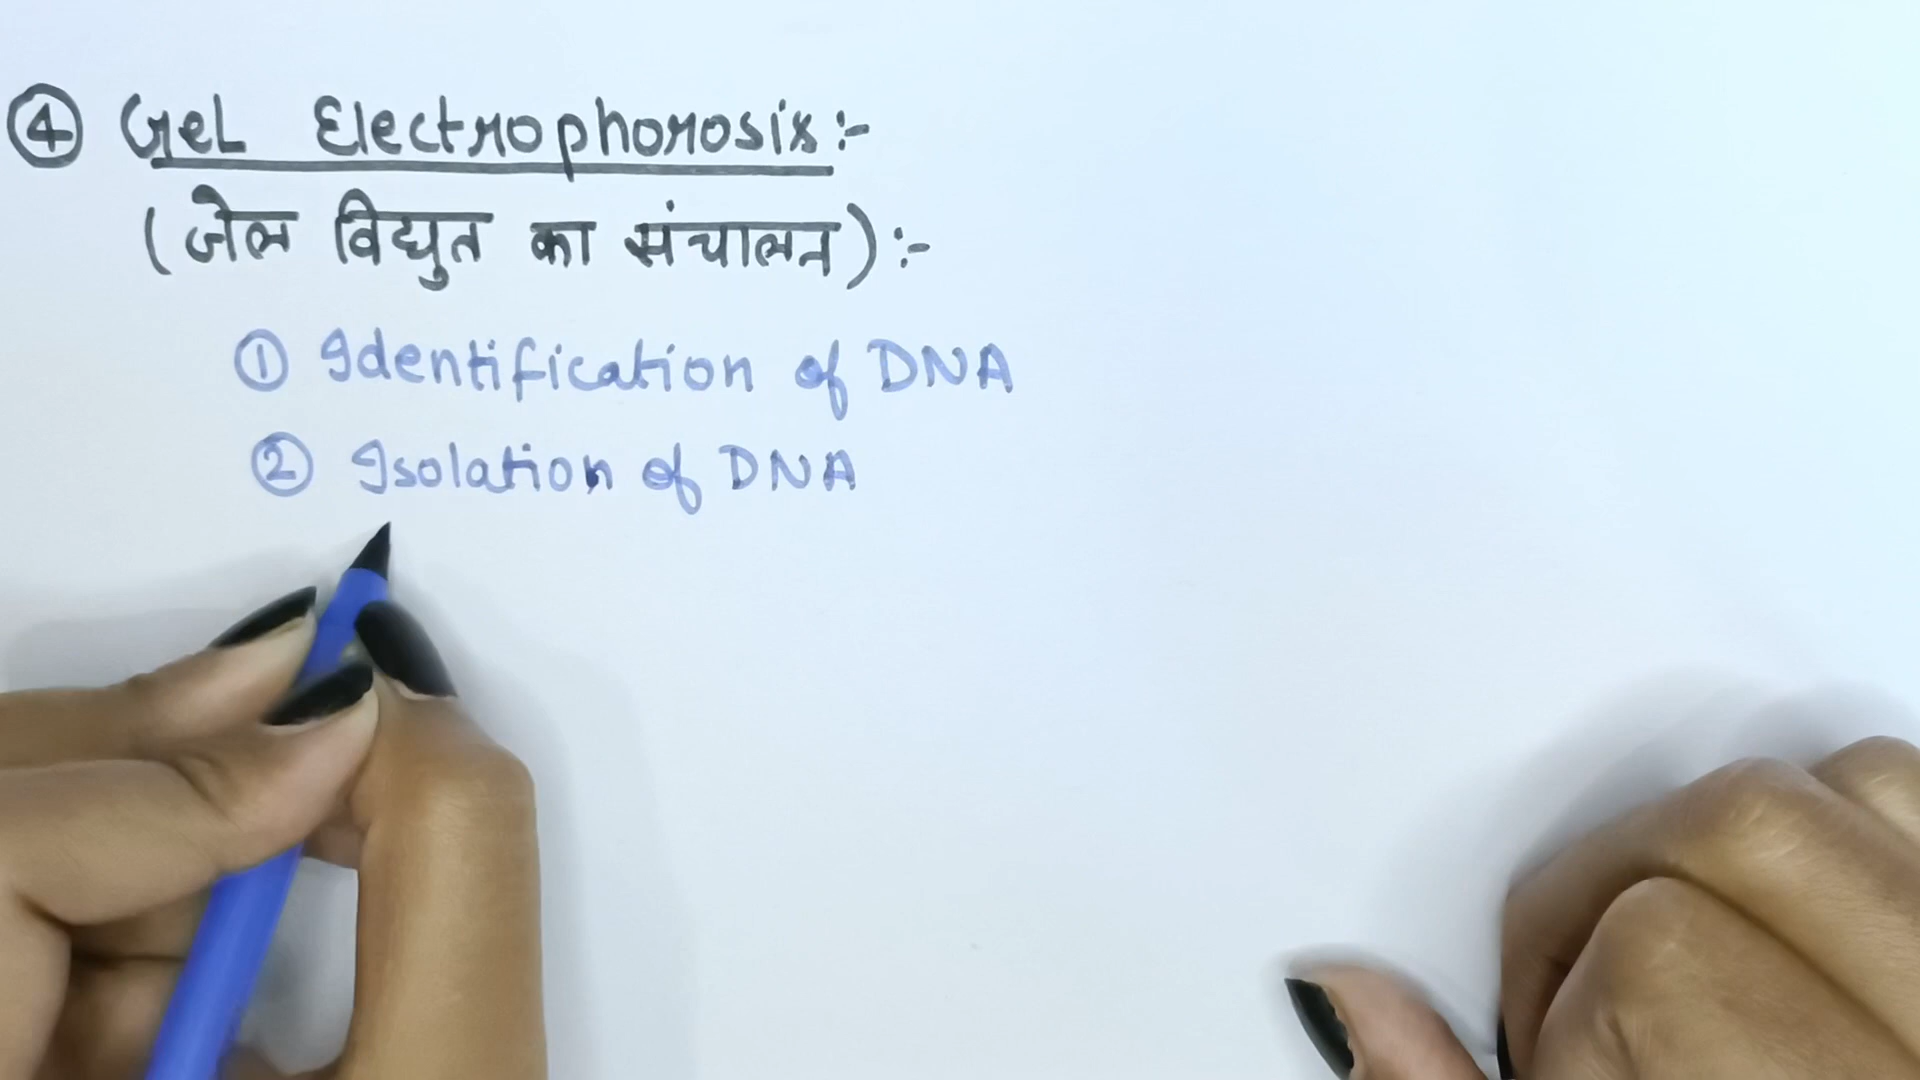 ④ Gel Electrophorosis:-
(जेल विद्युत का संचालन):-
① Identification of DNA
② Isolation of DNA